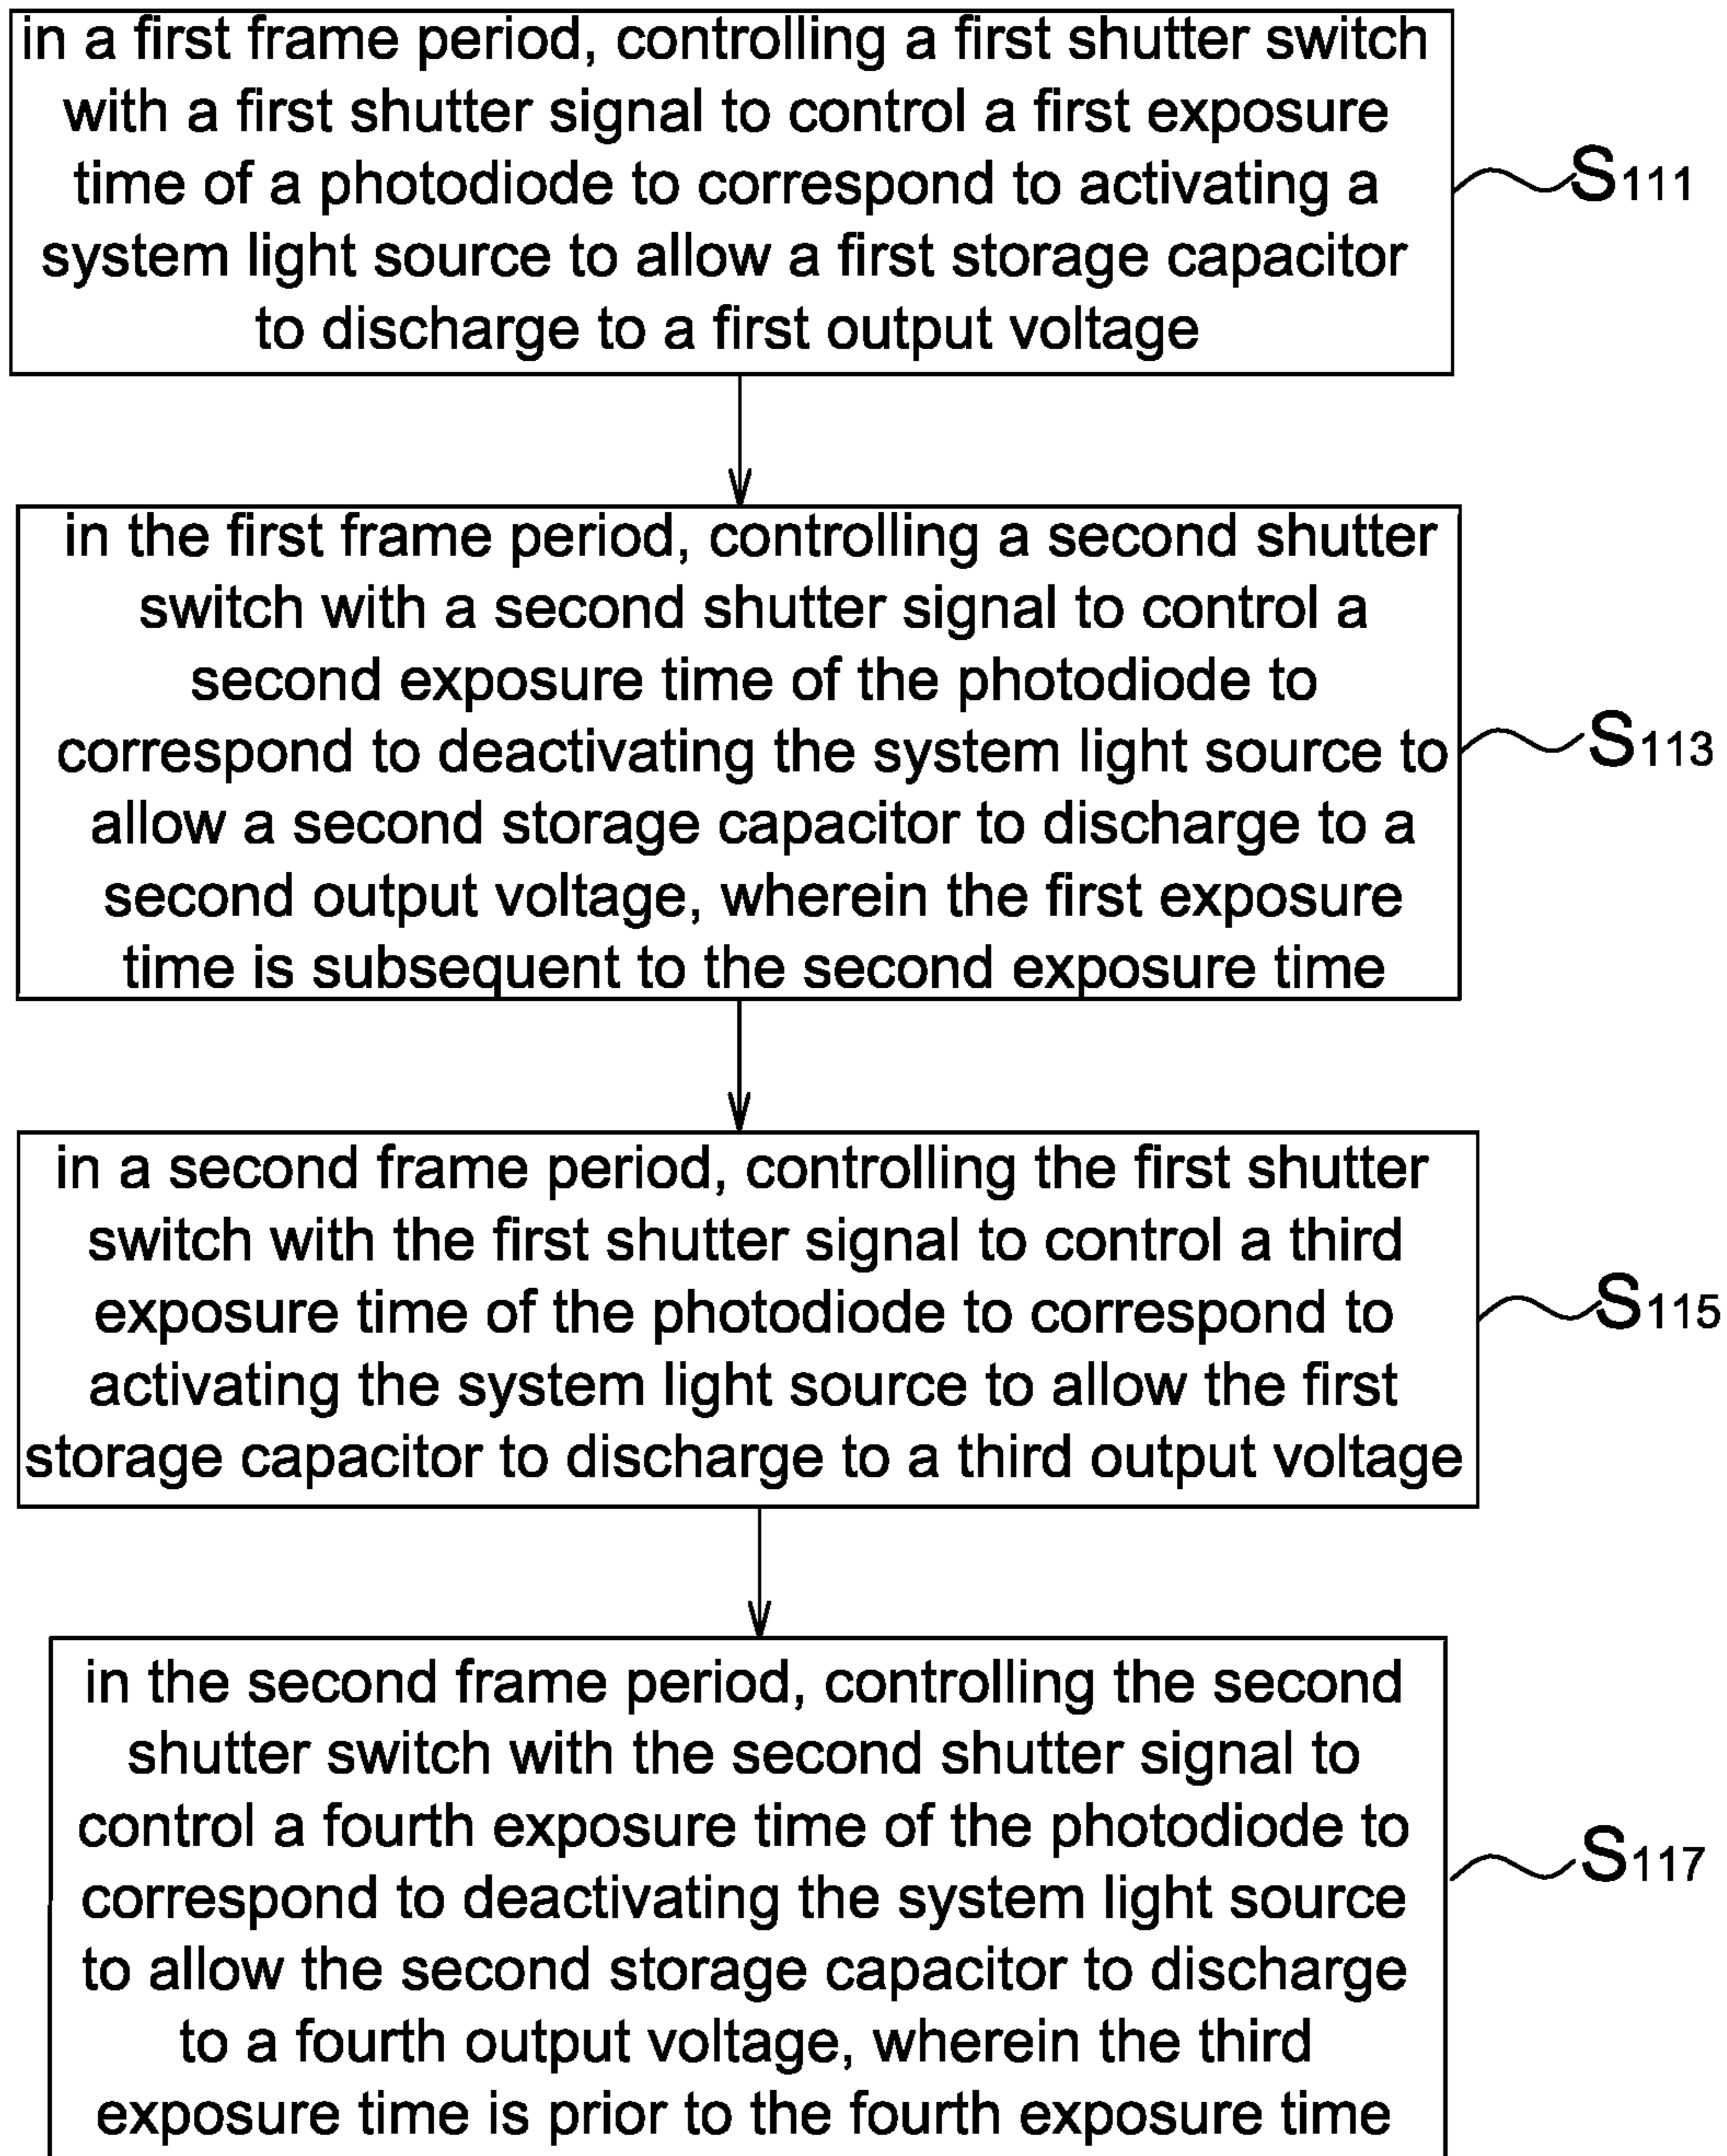 in a first frame period, controlling a first shutter switch
with a first shutter signal to control a first exposure
time of a photodiode to correspond to activating a
system light source to allow a first storage capacitor
to discharge to a first output voltage
S111
in the first frame period, controlling a second shutter
switch with a second shutter signal to control a
second exposure time of the photodiode to
correspond to deactivating the system light source to
allow a second storage capacitor to discharge to a
second output voltage, wherein the first exposure
time is subsequent to the second exposure time
S113
in a second frame period, controlling the first shutter
switch with the first shutter signal to control a third
exposure time of the photodiode to correspond to
activating the system light source to allow the first
storage capacitor to discharge to a third output voltage
S115
in the second frame period, controlling the second
shutter switch with the second shutter signal to
control a fourth exposure time of the photodiode to
correspond to deactivating the system light source
to allow the second storage capacitor to discharge
to a fourth output voltage, wherein the third
exposure time is prior to the fourth exposure time
S117